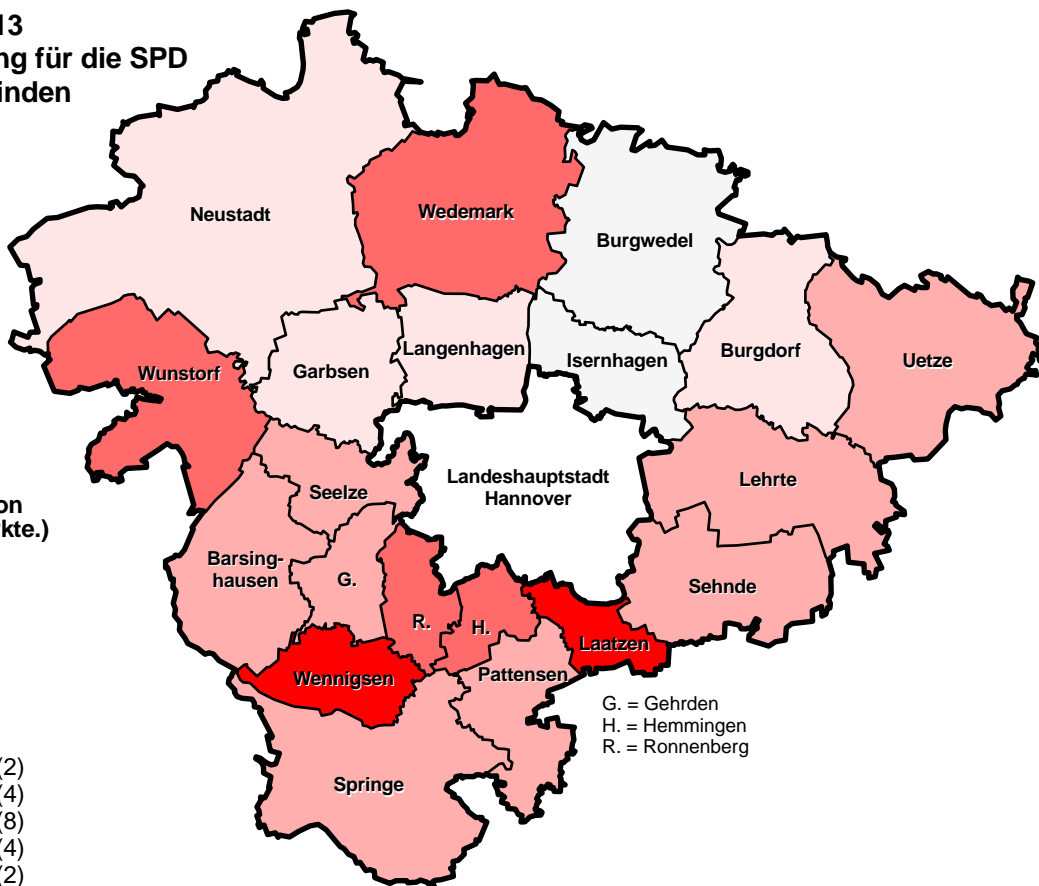 13
ng für die SPD
inden
Neustadt
Wedemark
Burgwedel
Wunstorf
Garbsen
Langenhagen
Isernhagen
Burgdorf
Uetze
Seelze
Landeshauptstadt
Hannover
Lehrte
on
kte.)
Barsing-
hausen
G.
R.
H.
Sehnde
Laatzen
Wennigsen
Pattensen
G. = Gehrden
H. = Hemmingen
R. = Ronnenberg
Springe
(2)
(4)
(8)
(4)
(2)